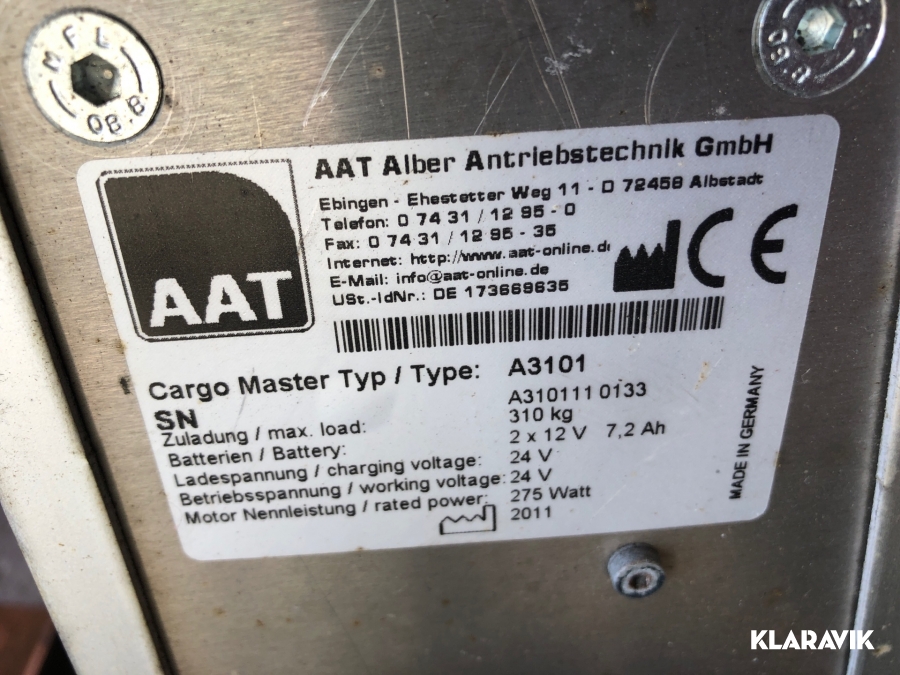 MFL
08.8
08.8
AAT Alber Antriebstechnik GmbH
Ebingen - Ehestetter Weg 11 - D 72458 Albstadt
Telefon: 0 74 31 / 12 95 - 0
Fax: 0 74 31 / 12 95 - 35
Internet: http://www.aat-online.de
E-Mail: info@aat-online.de
USt.-IdNr.: DE 173669635
AAT
CE
Cargo Master Typ / Type: A3101
SN A310111 0133
Zuladung / max. load: 310 kg
Batterien / Battery: 2 x 12 V 7,2 Ah
Ladespannung / charging voltage: 24 V
Betriebsspannung / working voltage: 24 V
Motor Nennleistung / rated power: 275 Watt
2011
MADE IN GERMANY
KLARAVIK